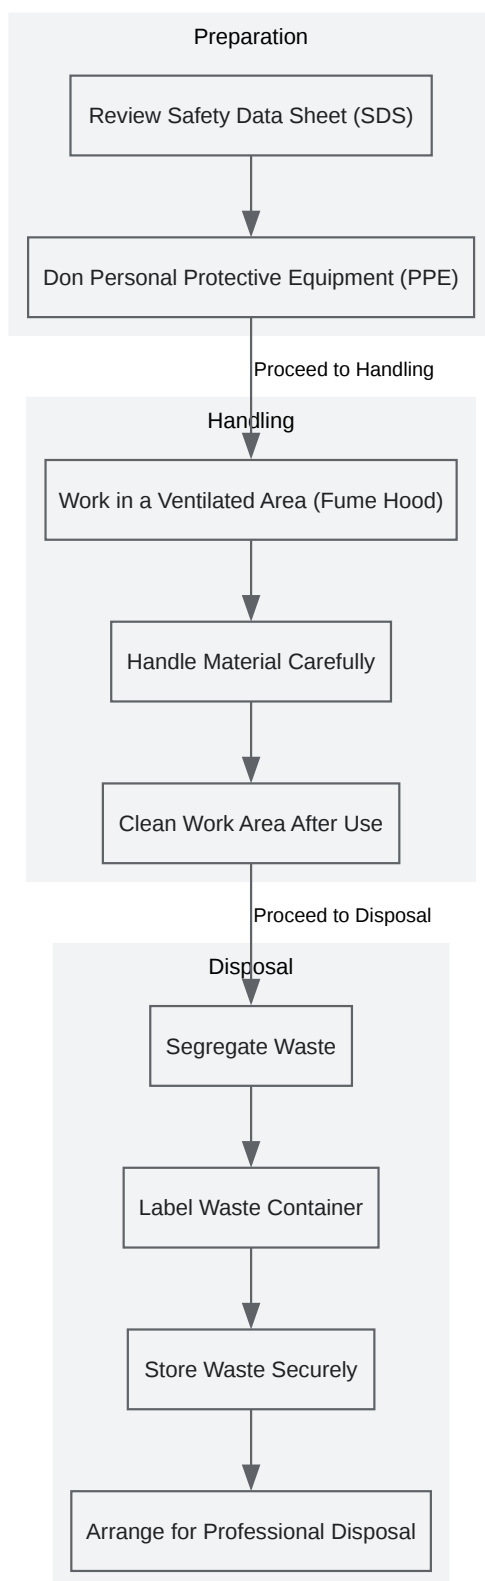 Preparation
Review Safety Data Sheet (SDS)
Don Personal Protective Equipment (PPE)
Proceed to Handling
Handling
Work in a Ventilated Area (Fume Hood)
Handle Material Carefully
Clean Work Area After Use
Proceed to Disposal
Disposal
Segregate Waste
Label Waste Container
Store Waste Securely
Arrange for Professional Disposal